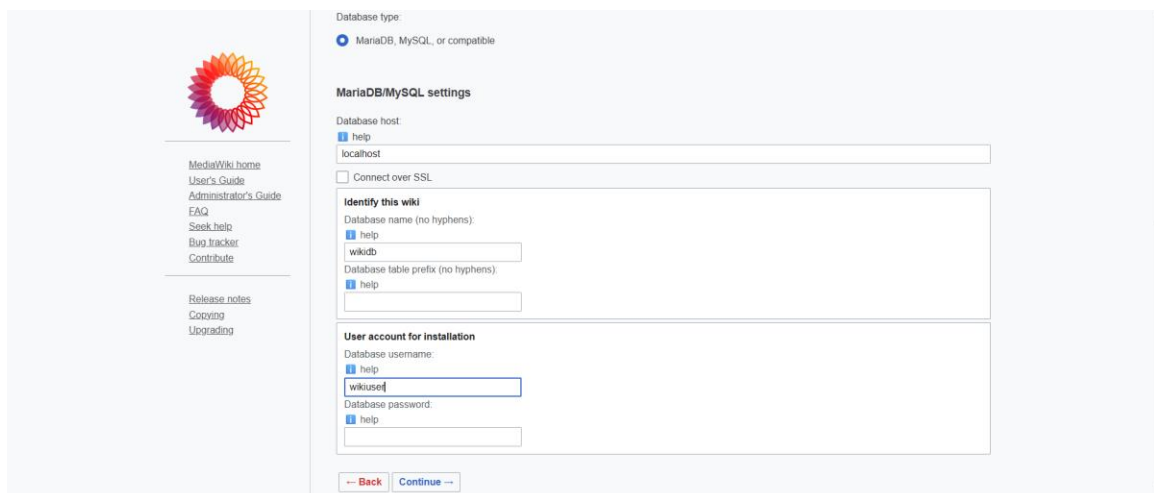 Database type:
MariaDB, MySQL, or compatible
MariaDB/MySQL settings
Database host:
help
localhost
Connect over SSL
Identify this wiki
Database name (no hyphens):
help
wikidb
Database table prefix (no hyphens):
help
User account for installation
Database username:
help
wikiuser
Database password:
help
← Back Continue →
MediaWiki home
User's Guide
Administrator's Guide
FAQ
Seek help
Bug tracker
Contribute
Release notes
Copying
Upgrading